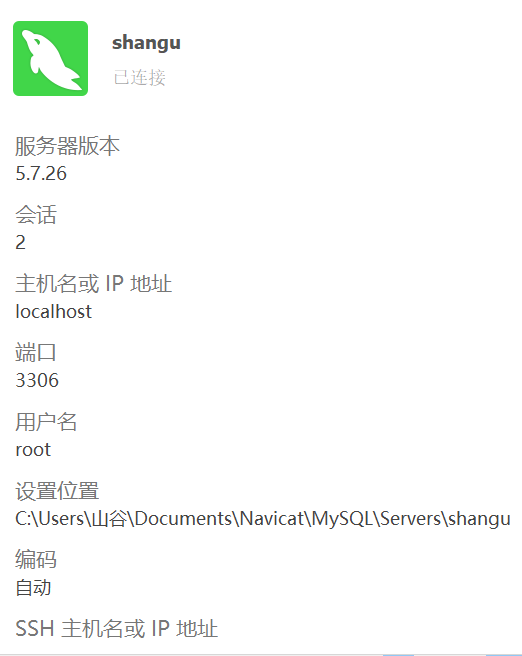 shangu
已连接
服务器版本
5.7.26
会话
2
主机名或 IP 地址
localhost
端口
3306
用户名
root
设置位置
C:\Users\山谷\Documents\Navicat\MySQL\Servers\shangu
编码
自动
SSH 主机名或 IP 地址